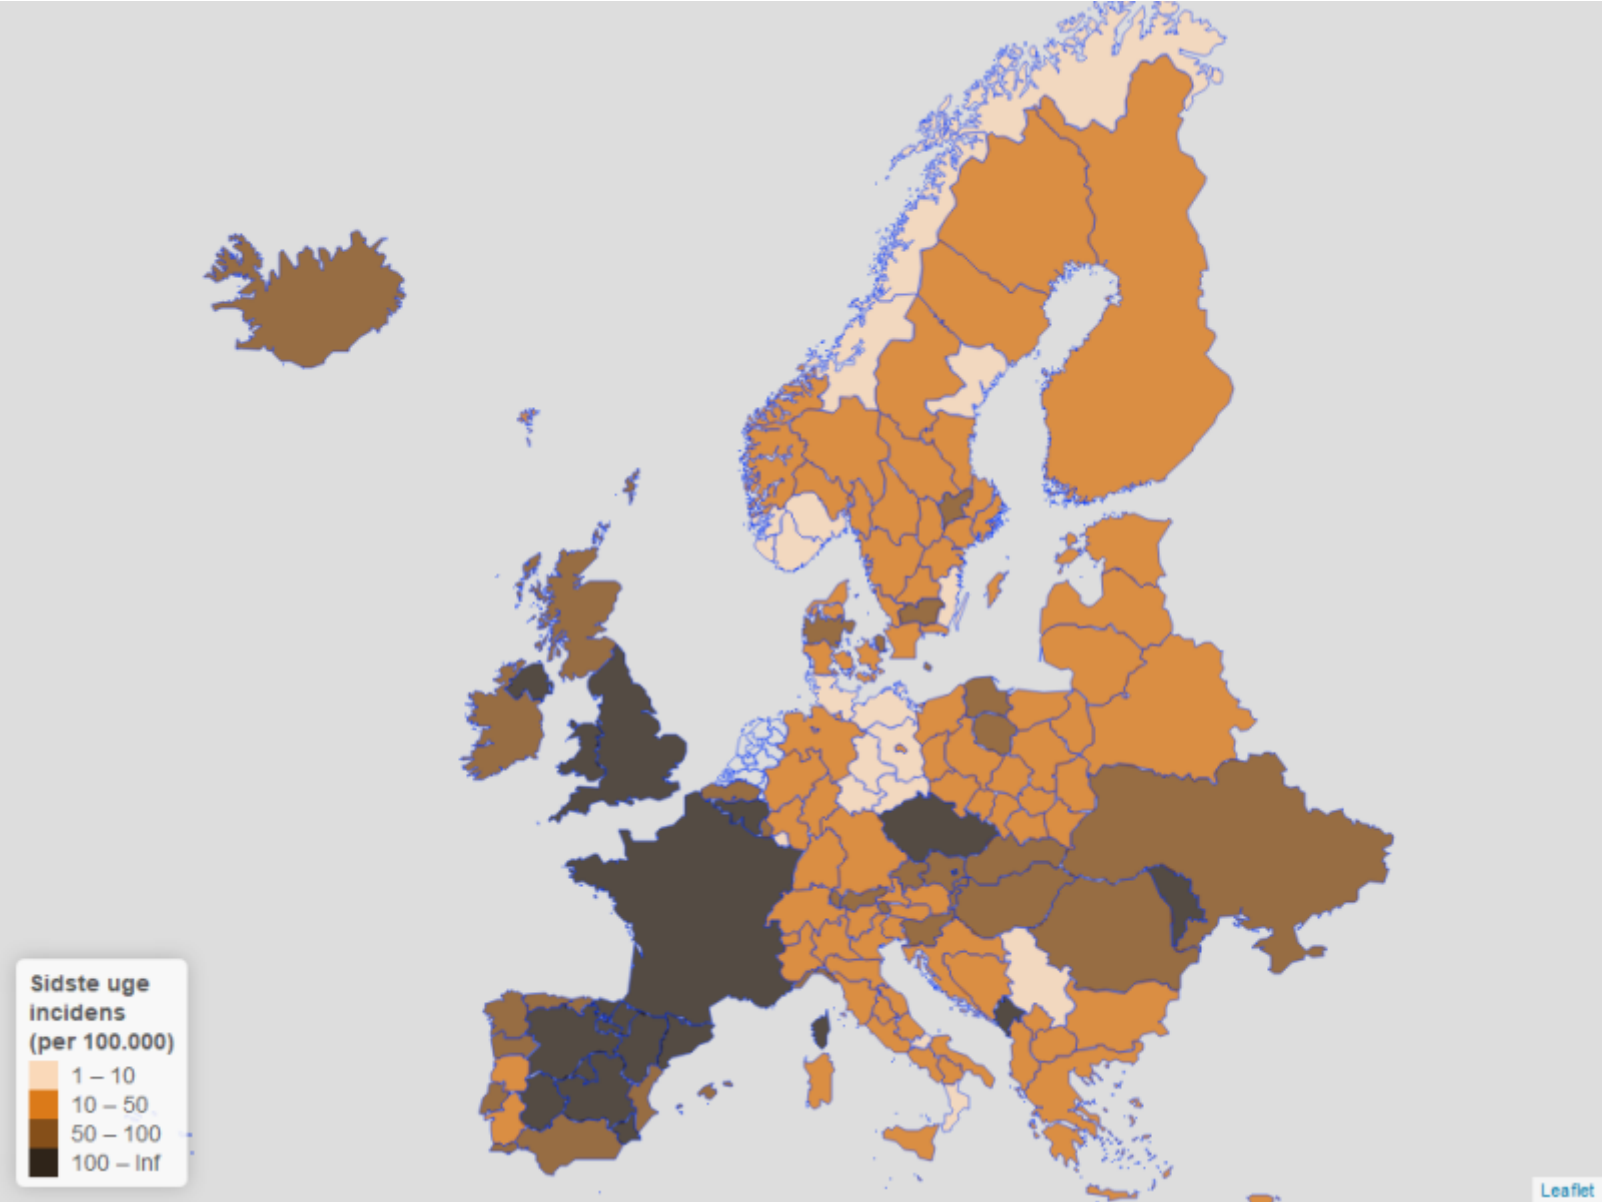 Sidste uge
incidens
(per 100.000)
1 – 10
10 – 50
50 – 100
100 – Inf
Leaflet